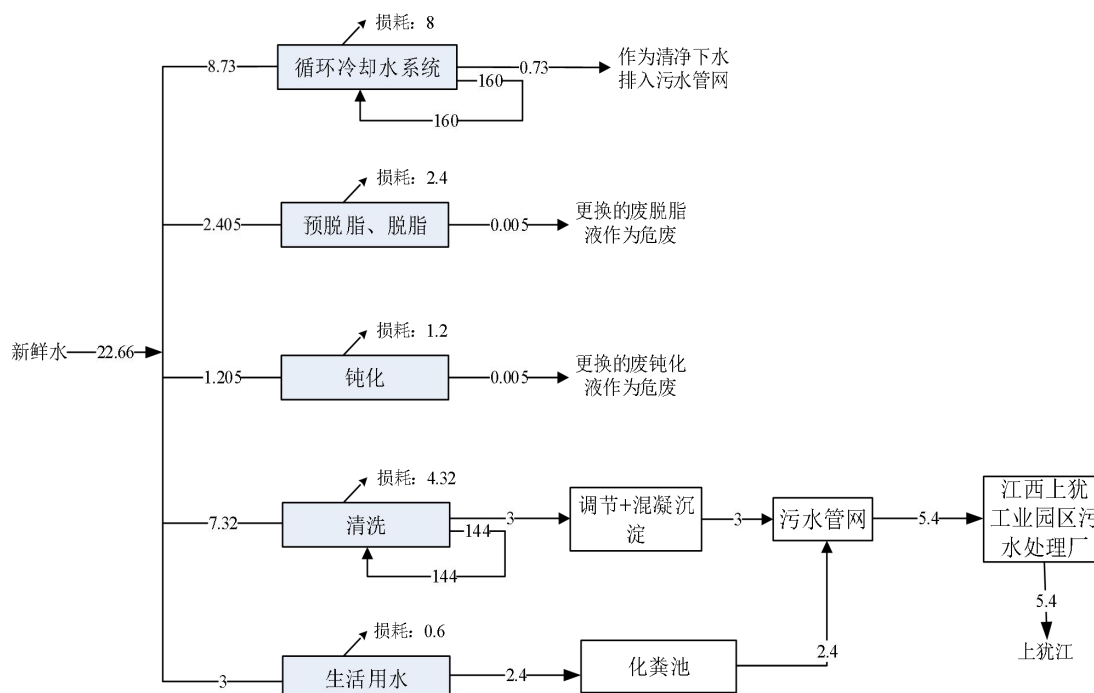 损耗：8
8.73
循环冷却水系统
0.73
作为清净下水
排入污水管网
160
160
损耗：2.4
2.405
预脱脂、脱脂
0.005
更换的废脱脂
液作为危废
新鲜水
22.66
损耗：1.2
1.205
钝化
0.005
更换的废钝化
液作为危废
损耗：4.32
7.32
清洗
3
144
144
调节+混凝沉
淀
3
污水管网
5.4
江西上犹
工业园区污
水处理厂
5.4
上犹江
损耗：0.6
3
生活用水
2.4
化粪池
2.4